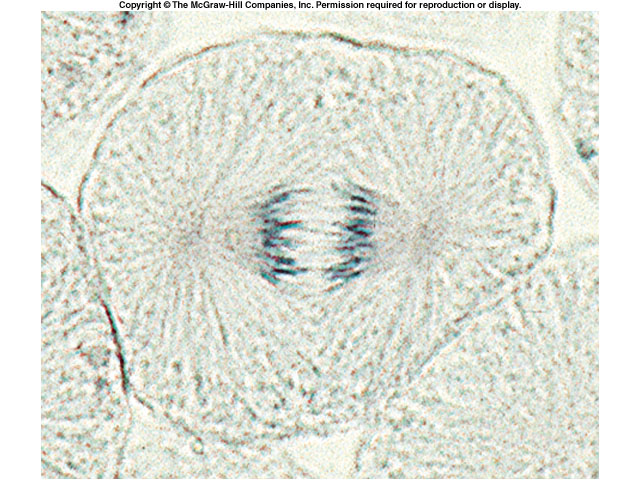 Copyright © The McGraw-Hill Companies, Inc. Permission required for reproduction or display.